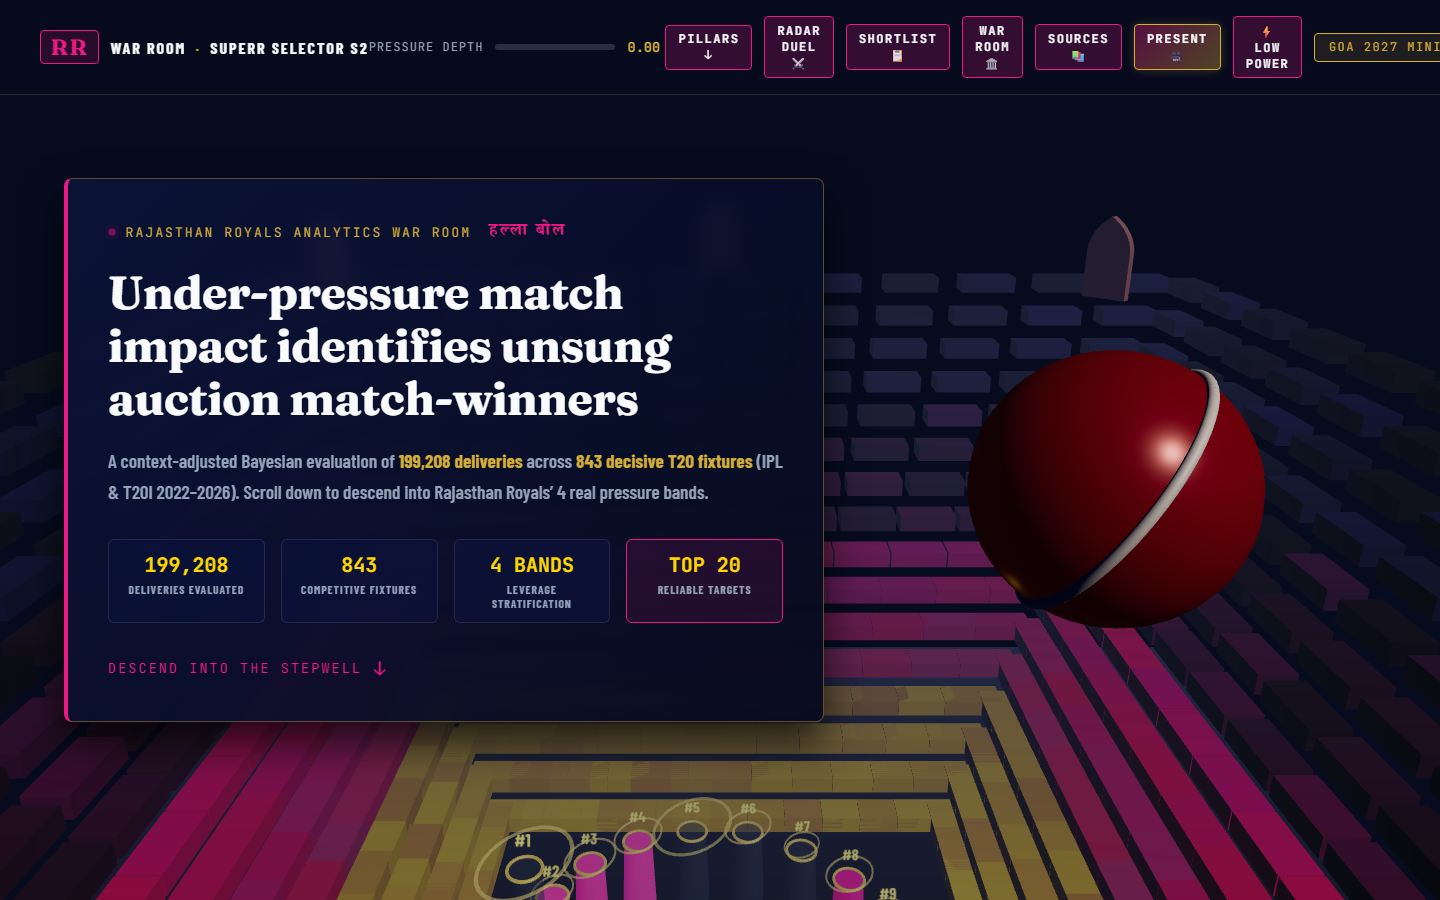 RR
WAR ROOM · SUPERR SELECTOR S2
PRESSURE DEPTH
0.00
PILLARS
↓
RADAR
DUEL
SHORTLIST
WAR
ROOM
SOURCES
PRESENT
LOW
POWER
GOA 2027 MINI
RAJASTHAN ROYALS ANALYTICS WAR ROOM हल्ला बोल
Under-pressure match
impact identifies unsung
auction match-winners
A context-adjusted Bayesian evaluation of 199,208 deliveries across 843 decisive T20 fixtures (IPL
& T20I 2022–2026). Scroll down to descend into Rajasthan Royals’ 4 real pressure bands.
199,208
DELIVERIES EVALUATED
843
COMPETITIVE FIXTURES
4 BANDS
LEVERAGE
STRATIFICATION
TOP 20
RELIABLE TARGETS
DESCEND INTO THE STEPWELL ↓
#1
#2
#3
#4
#5
#6
#7
#8
#9